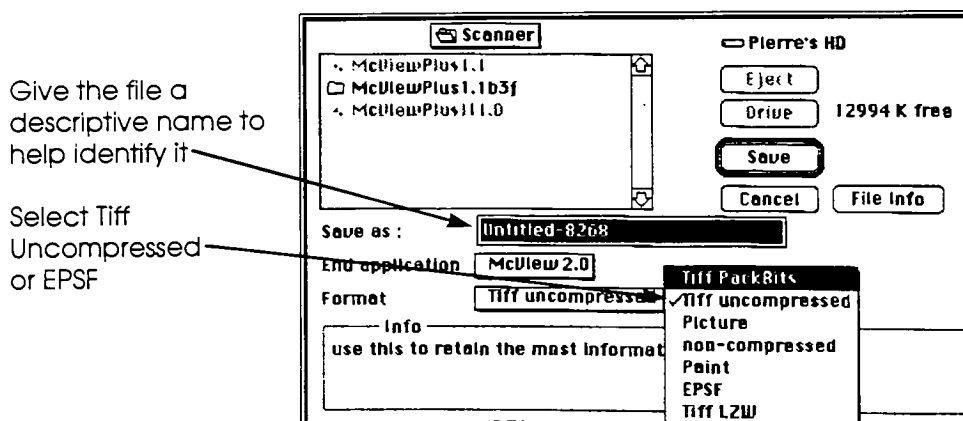 Give the file a
descriptive name to
help identify it
Select Tiff
Uncompressed
or EPSF
Scanner
McViewPlus1.1
McViewPlus1.1b3f
Pierre's HD
Eject
Drive 12994 K free
Save
Cancel File Info
Save as :
Untitled-8268
End application McView 2.0
Format Tiff uncompressed
Tiff PackBits
✓Tiff uncompressed
Picture
non-compressed
Paint
EPSF
Tiff LZW
Info
use this to retain the most informat